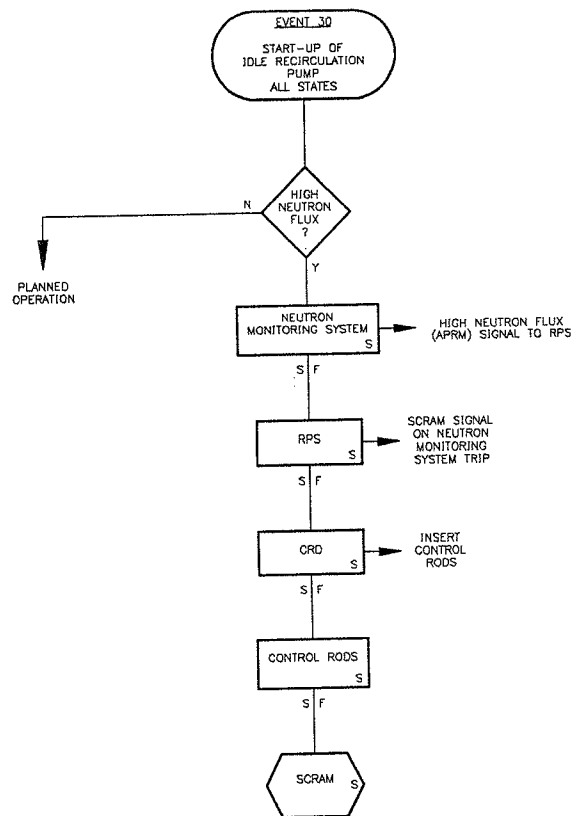 EVENT 30
START-UP OF
IDLE RECIRCULATION
PUMP
ALL STATES
HIGH
NEUTRON
FLUX
?
N
Y
PLANNED
OPERATION
NEUTRON
MONITORING SYSTEM
S
HIGH NEUTRON FLUX
(APRM) SIGNAL TO RPS
S F
RPS
S
SCRAM SIGNAL
ON NEUTRON
MONITORING
SYSTEM TRIP
S F
CRD
S
INSERT
CONTROL
RODS
S F
CONTROL RODS
S
S F
SCRAM
S